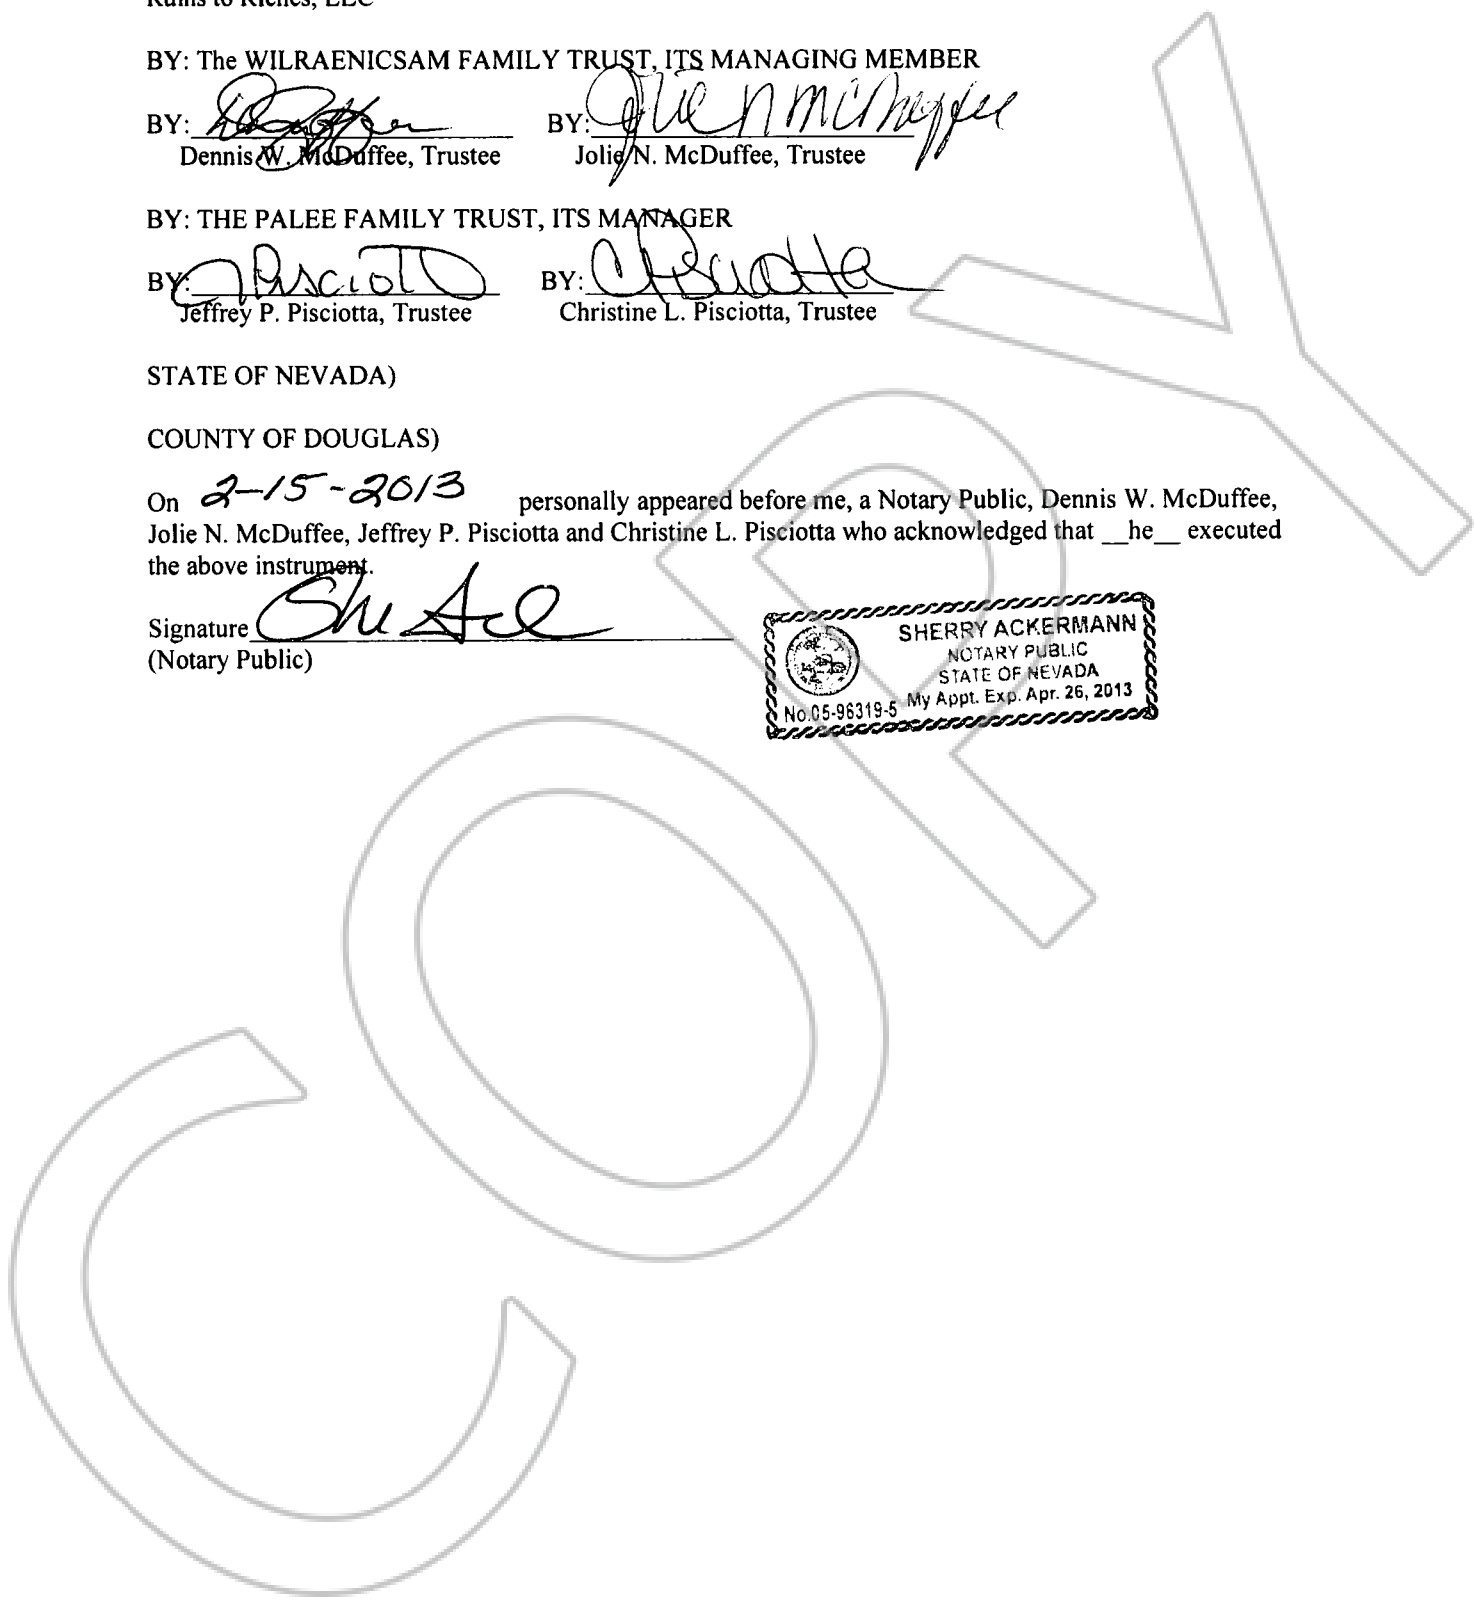 Ruins to Riches, LLC
BY: The WILRAENICSAM FAMILY TRUST, ITS MANAGING MEMBER
BY: BY: Jolie N McDuffee
Dennis W. McDuffee, Trustee Jolie N. McDuffee, Trustee
BY: THE PALEE FAMILY TRUST, ITS MANAGER
BY: JPisciotta BY: CPisciotta
Jeffrey P. Pisciotta, Trustee Christine L. Pisciotta, Trustee
STATE OF NEVADA)
COUNTY OF DOUGLAS)
On 2-15-2013 personally appeared before me, a Notary Public, Dennis W. McDuffee,
Jolie N. McDuffee, Jeffrey P. Pisciotta and Christine L. Pisciotta who acknowledged that __he__ executed
the above instrument.
Signature
(Notary Public)
SHERRY ACKERMANN
NOTARY PUBLIC
STATE OF NEVADA
No.05-96319-5 My Appt. Exp. Apr. 26, 2013
COPY